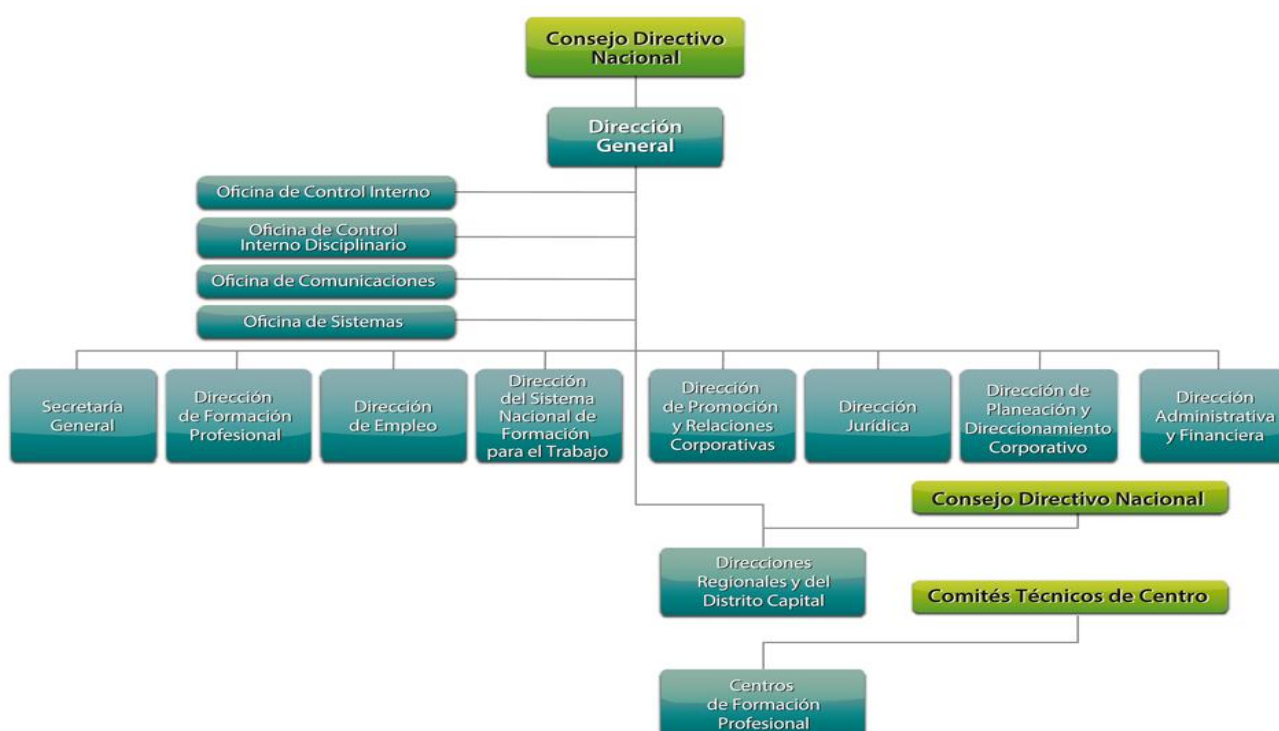 Consejo Directivo
Nacional
Dirección
General
Oficina de Control Interno
Oficina de Control
Interno Disciplinario
Oficina de Comunicaciones
Oficina de Sistemas
Secretaría
General
Dirección
de Formación
Profesional
Dirección
de Empleo
Dirección
del Sistema
Nacional de
Formación
para el Trabajo
Dirección
de Promoción
y Relaciones
Corporativas
Dirección
Jurídica
Dirección de
Planeación y
Direccionamiento
Corporativo
Dirección
Administrativa
y Financiera
Consejo Directivo Nacional
Direcciones
Regionales y del
Distrito Capital
Comités Técnicos de Centro
Centros
de Formación
Profesional